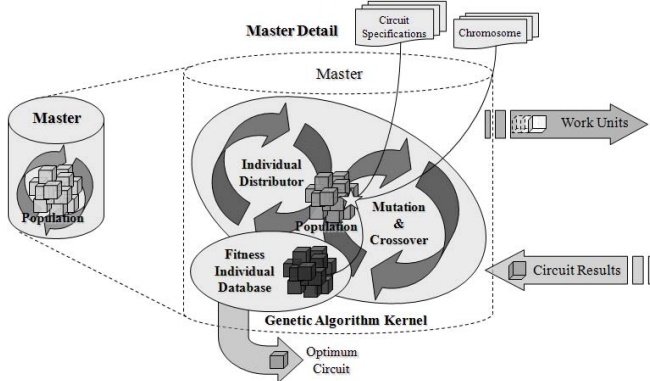 Master Detail
Circuit
Specifications
Chromosome
Master
Master
Population
Individual
Distributor
Population
Mutation
&
Crossover
Fitness
Individual
Database
Genetic Algorithm Kernel
Work Units
Circuit Results
Optimum
Circuit